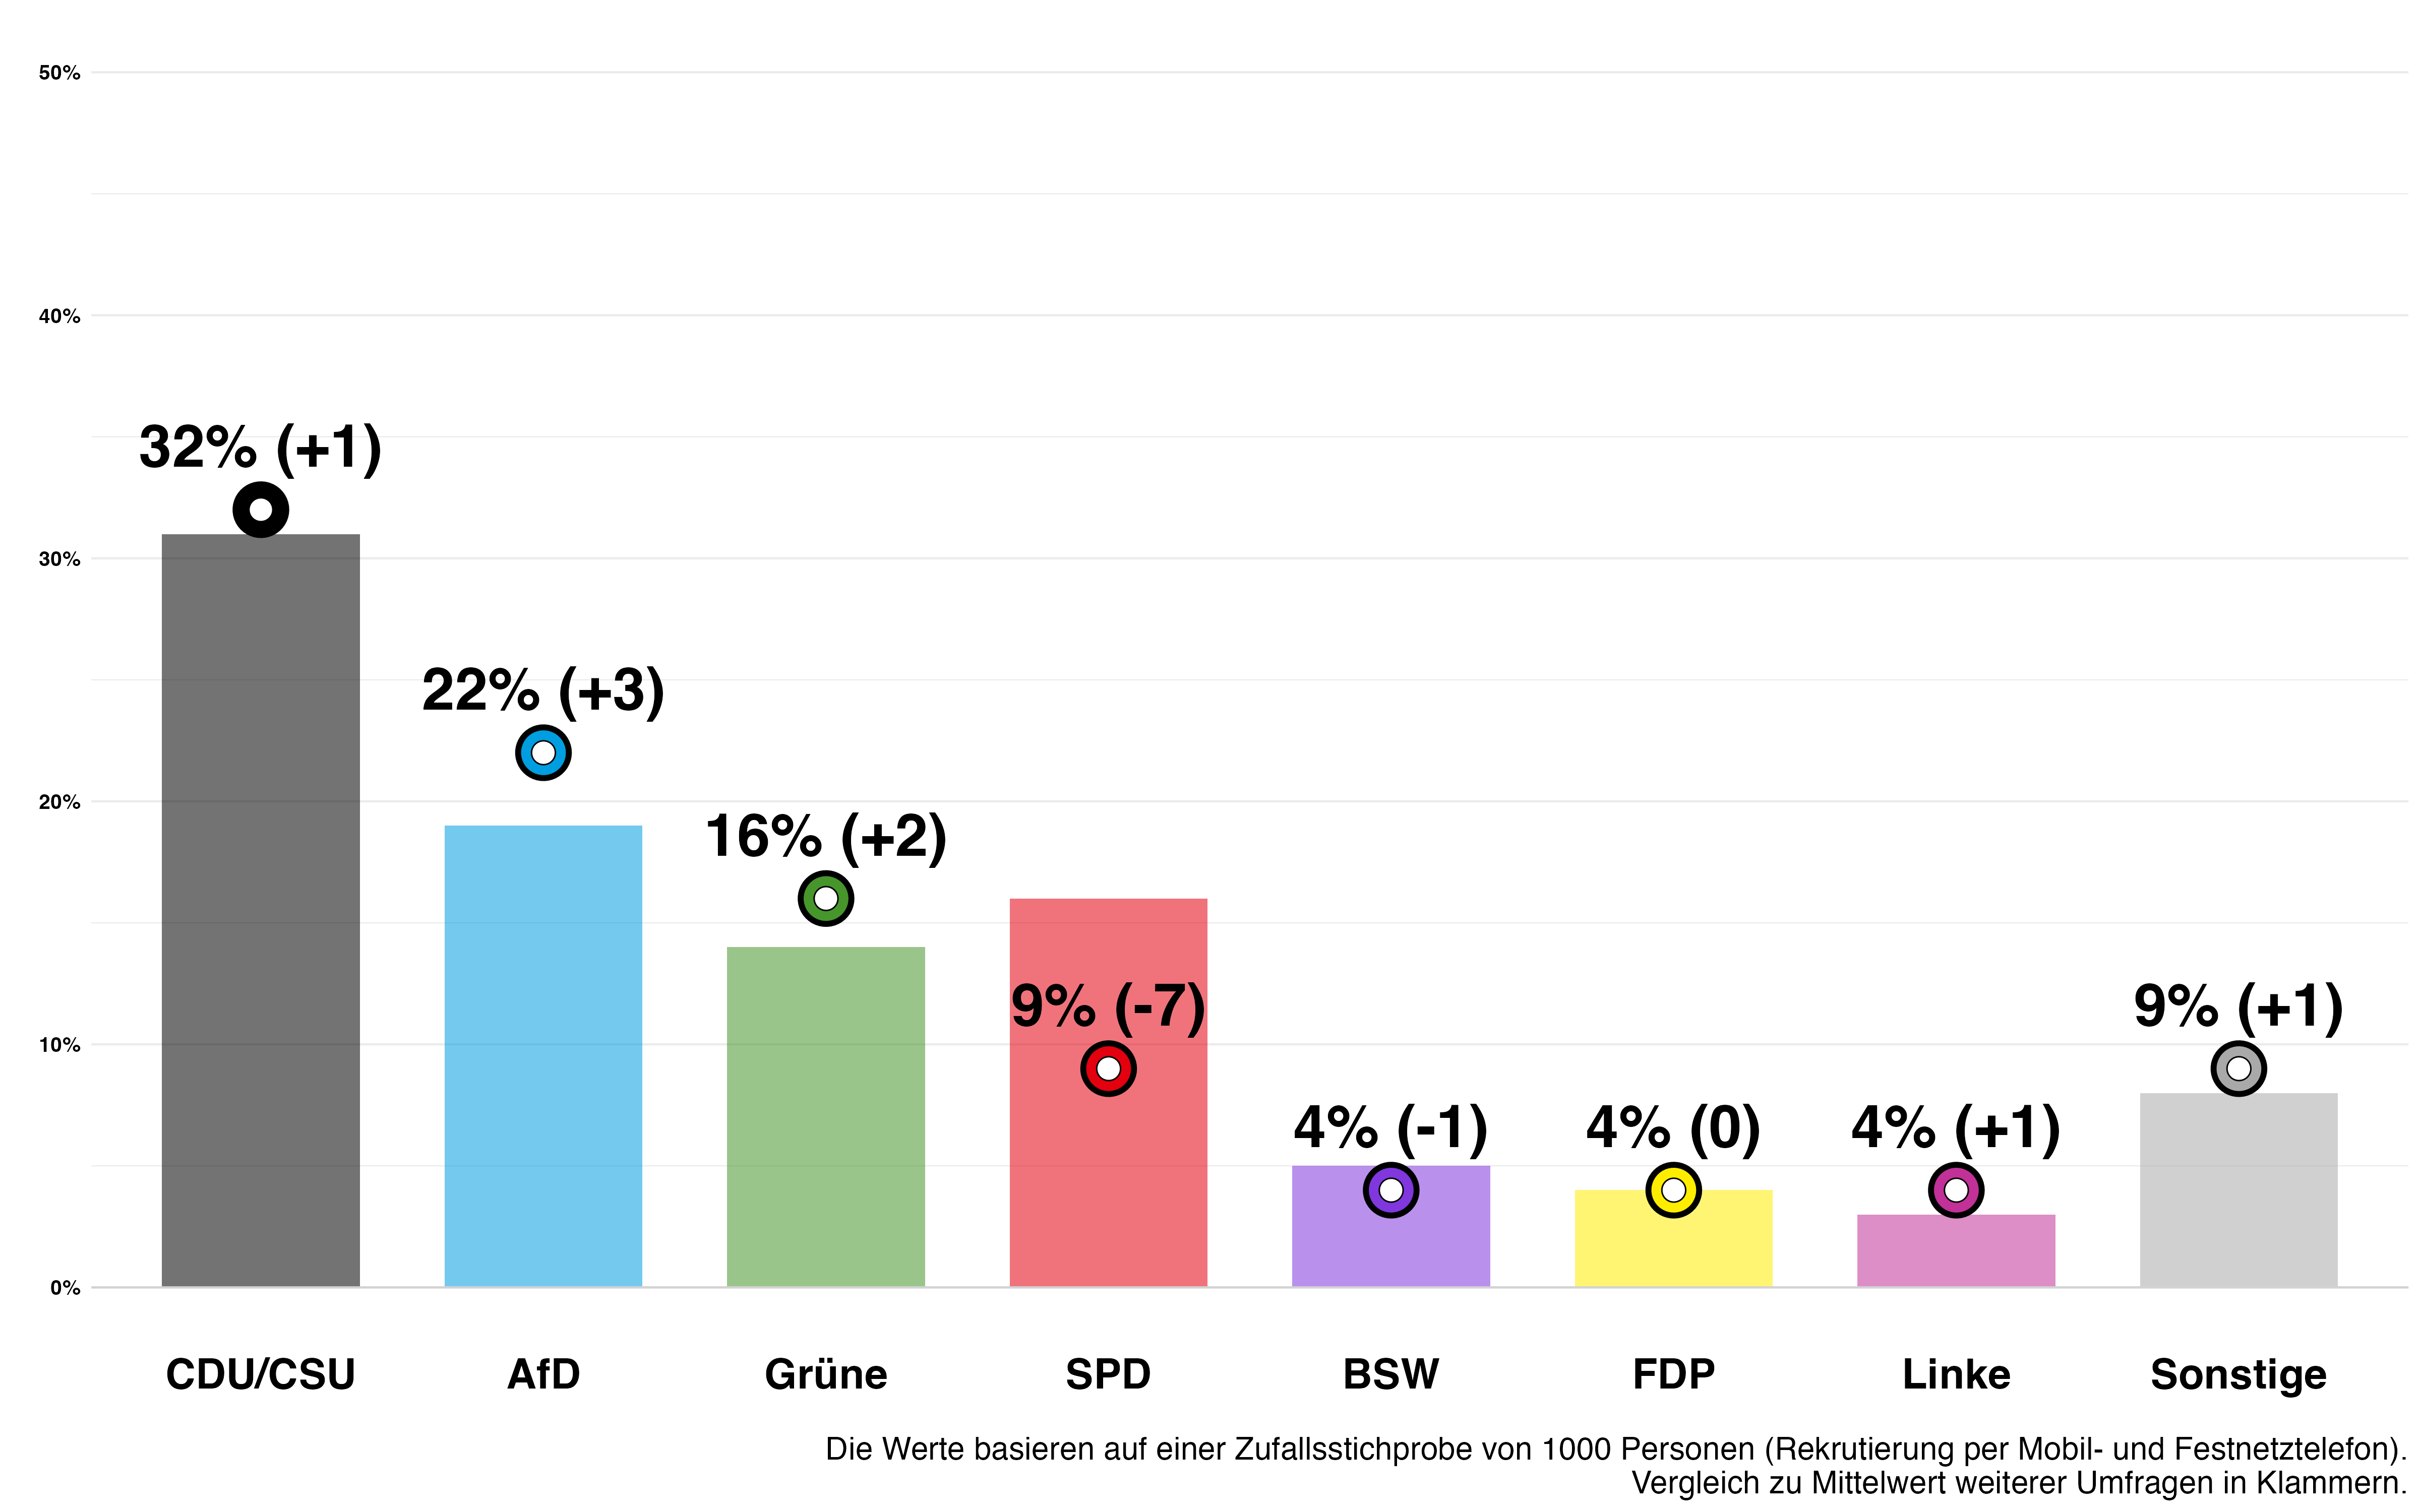 50%
40%
30%
20%
10%
0%
32% (+1)
22% (+3)
16% (+2)
9% (-7)
4% (-1)
4% (0)
4% (+1)
9% (+1)
CDU/CSU
AfD
Grüne
SPD
BSW
FDP
Linke
Sonstige
Die Werte basieren auf einer Zufallsstichprobe von 1000 Personen (Rekrutierung per Mobil- und Festnetztelefon).
Vergleich zu Mittelwert weiterer Umfragen in Klammern.